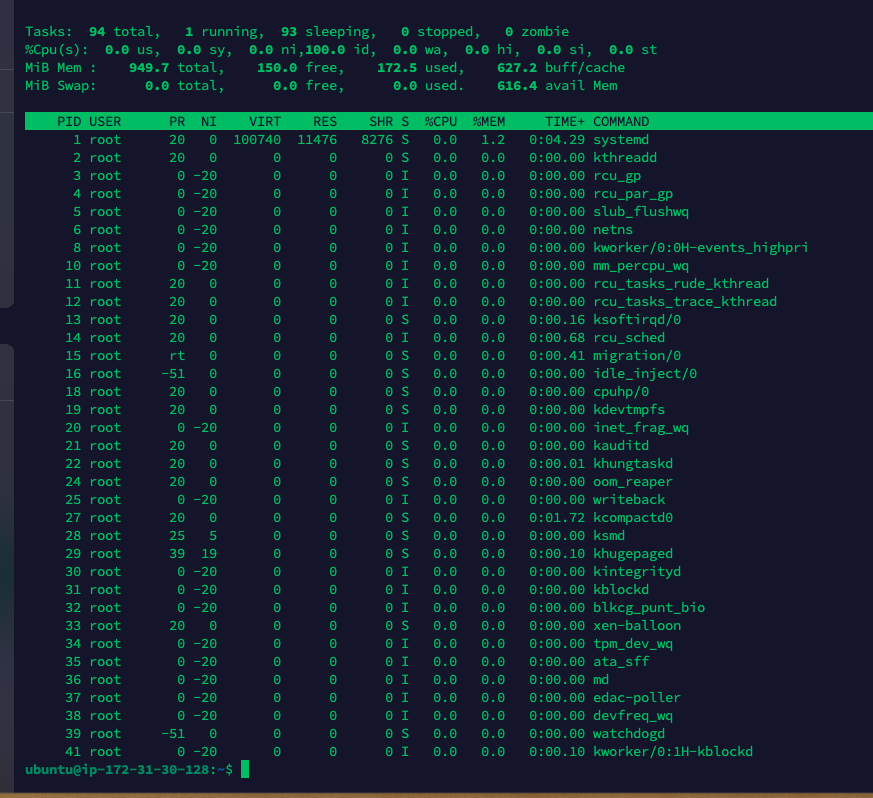 Tasks:  94 total,   1 running,  93 sleeping,   0 stopped,   0 zombie
%Cpu(s):  0.0 us,  0.0 sy,  0.0 ni,100.0 id,  0.0 wa,  0.0 hi,  0.0 si,  0.0 st
MiB Mem :    949.7 total,    150.0 free,    172.5 used,    627.2 buff/cache
MiB Swap:      0.0 total,      0.0 free,      0.0 used.    616.4 avail Mem
PID USER      PR  NI    VIRT    RES    SHR S  %CPU  %MEM     TIME+ COMMAND
1 root      20   0  100740  11476   8276 S   0.0   1.2   0:04.29 systemd
2 root      20   0       0      0      0 S   0.0   0.0   0:00.00 kthreadd
3 root       0 -20       0      0      0 I   0.0   0.0   0:00.00 rcu_gp
4 root       0 -20       0      0      0 I   0.0   0.0   0:00.00 rcu_par_gp
5 root       0 -20       0      0      0 I   0.0   0.0   0:00.00 slub_flushwq
6 root       0 -20       0      0      0 I   0.0   0.0   0:00.00 netns
8 root       0 -20       0      0      0 I   0.0   0.0   0:00.00 kworker/0:0H-events_highpri
10 root       0 -20       0      0      0 I   0.0   0.0   0:00.00 mm_percpu_wq
11 root      20   0       0      0      0 I   0.0   0.0   0:00.00 rcu_tasks_rude_kthread
12 root      20   0       0      0      0 I   0.0   0.0   0:00.00 rcu_tasks_trace_kthread
13 root      20   0       0      0      0 S   0.0   0.0   0:00.16 ksoftirqd/0
14 root      20   0       0      0      0 I   0.0   0.0   0:00.68 rcu_sched
15 root      rt   0       0      0      0 S   0.0   0.0   0:00.41 migration/0
16 root     -51   0       0      0      0 S   0.0   0.0   0:00.00 idle_inject/0
18 root      20   0       0      0      0 S   0.0   0.0   0:00.00 cpuhp/0
19 root      20   0       0      0      0 S   0.0   0.0   0:00.00 kdevtmpfs
20 root       0 -20       0      0      0 I   0.0   0.0   0:00.00 inet_frag_wq
21 root      20   0       0      0      0 S   0.0   0.0   0:00.00 kauditd
22 root      20   0       0      0      0 S   0.0   0.0   0:00.01 khungtaskd
24 root      20   0       0      0      0 S   0.0   0.0   0:00.00 oom_reaper
25 root       0 -20       0      0      0 I   0.0   0.0   0:00.00 writeback
27 root      20   0       0      0      0 S   0.0   0.0   0:01.72 kcompactd0
28 root      25   5       0      0      0 S   0.0   0.0   0:00.00 ksmd
29 root      39  19       0      0      0 S   0.0   0.0   0:00.10 khugepaged
30 root       0 -20       0      0      0 I   0.0   0.0   0:00.00 kintegrityd
31 root       0 -20       0      0      0 I   0.0   0.0   0:00.00 kblockd
32 root       0 -20       0      0      0 I   0.0   0.0   0:00.00 blkcg_punt_bio
33 root      20   0       0      0      0 S   0.0   0.0   0:00.00 xen-balloon
34 root       0 -20       0      0      0 I   0.0   0.0   0:00.00 tpm_dev_wq
35 root       0 -20       0      0      0 I   0.0   0.0   0:00.00 ata_sff
36 root       0 -20       0      0      0 I   0.0   0.0   0:00.00 md
37 root       0 -20       0      0      0 I   0.0   0.0   0:00.00 edac-poller
38 root       0 -20       0      0      0 I   0.0   0.0   0:00.00 devfreq_wq
39 root     -51   0       0      0      0 S   0.0   0.0   0:00.00 watchdogd
41 root       0 -20       0      0      0 I   0.0   0.0   0:00.10 kworker/0:1H-kblockd
ubuntu@ip-172-31-30-128:~$